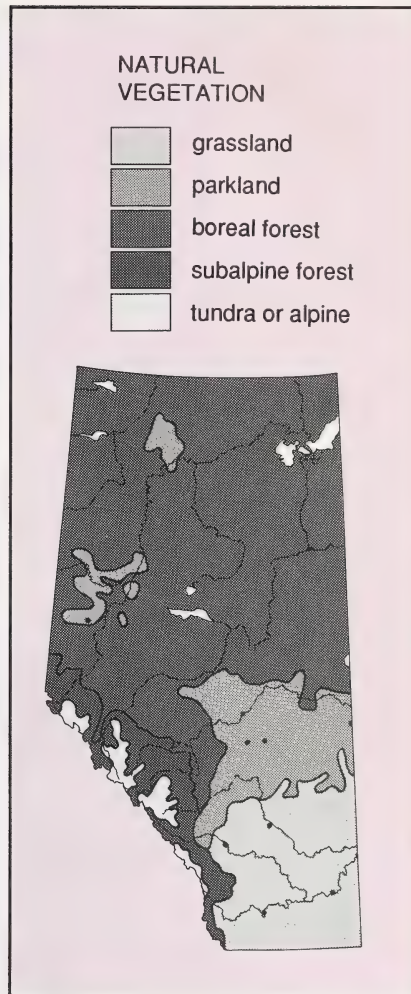 NATURAL
VEGETATION
grassland
parkland
boreal forest
subalpine forest
tundra or alpine